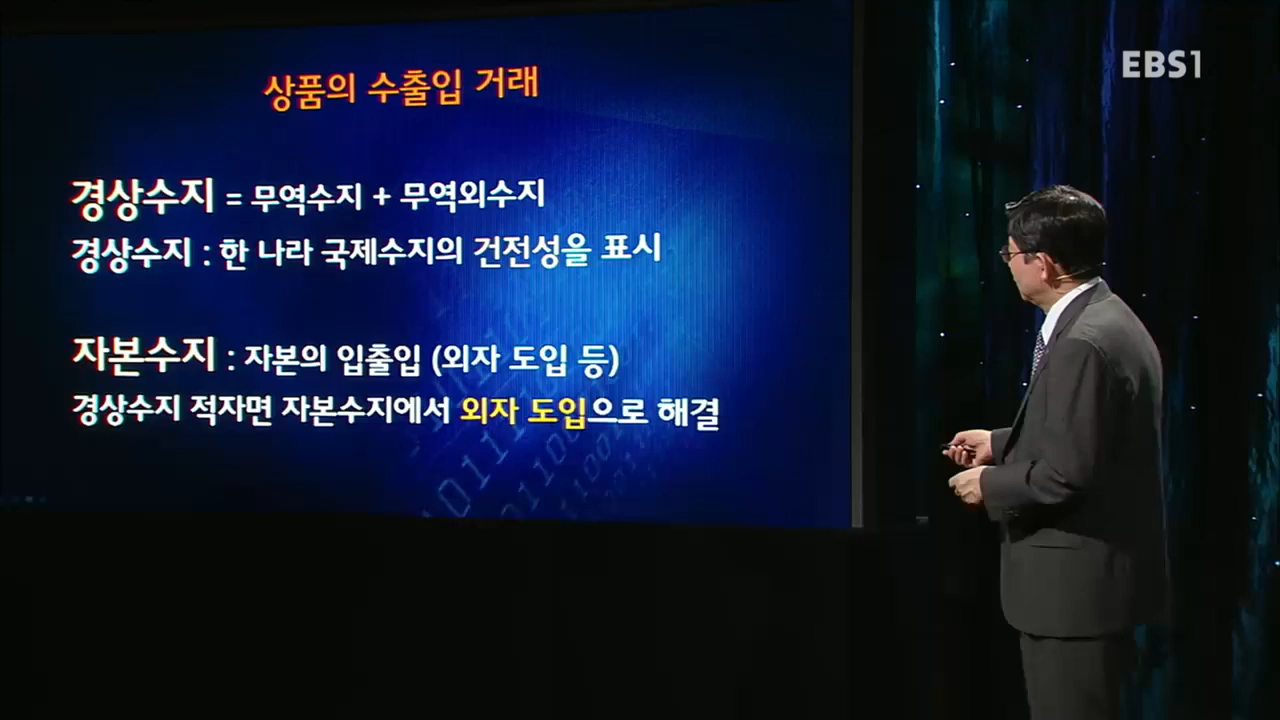 상품의 수출입 거래
EBS1
경상수지 = 무역수지 + 무역외수지
경상수지 : 한 나라 국제수지의 건전성을 표시
자본수지 : 자본의 입출입 (외자 도입 등)
경상수지 적자면 자본수지에서 외자 도입으로 해결